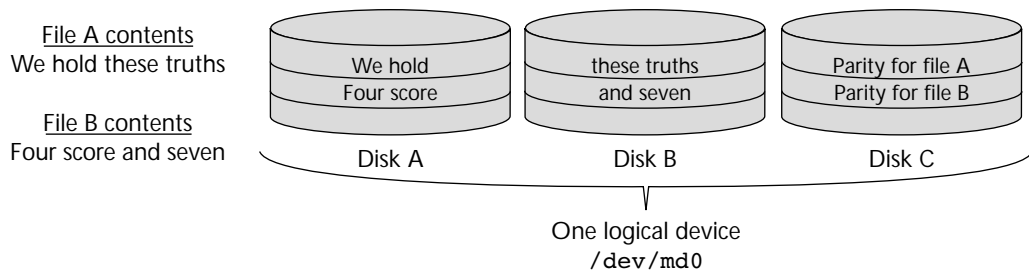 File A contents
We hold these truths
File B contents
Four score and seven
We hold
Four score
Disk A
these truths
and seven
Disk B
Parity for file A
Parity for file B
Disk C
One logical device
/dev/md0